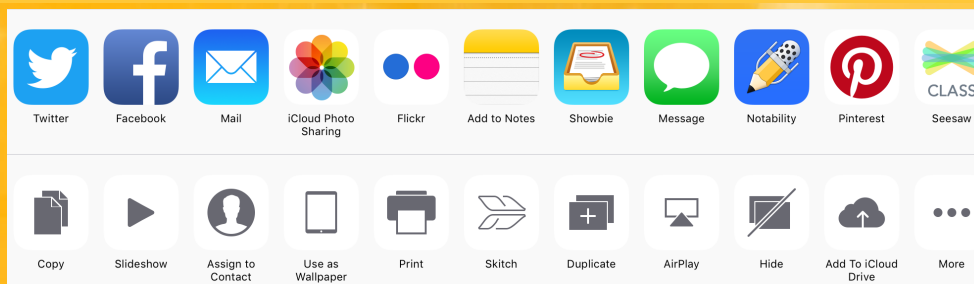 CLASS
Twitter
Facebook
Mail
iCloud Photo
Sharing
Flickr
Add to Notes
Showbie
Message
Notability
Pinterest
Seesaw
Copy
Slideshow
Assign to
Contact
Use as
Wallpaper
Print
Skitch
Duplicate
AirPlay
Hide
Add To iCloud
Drive
More